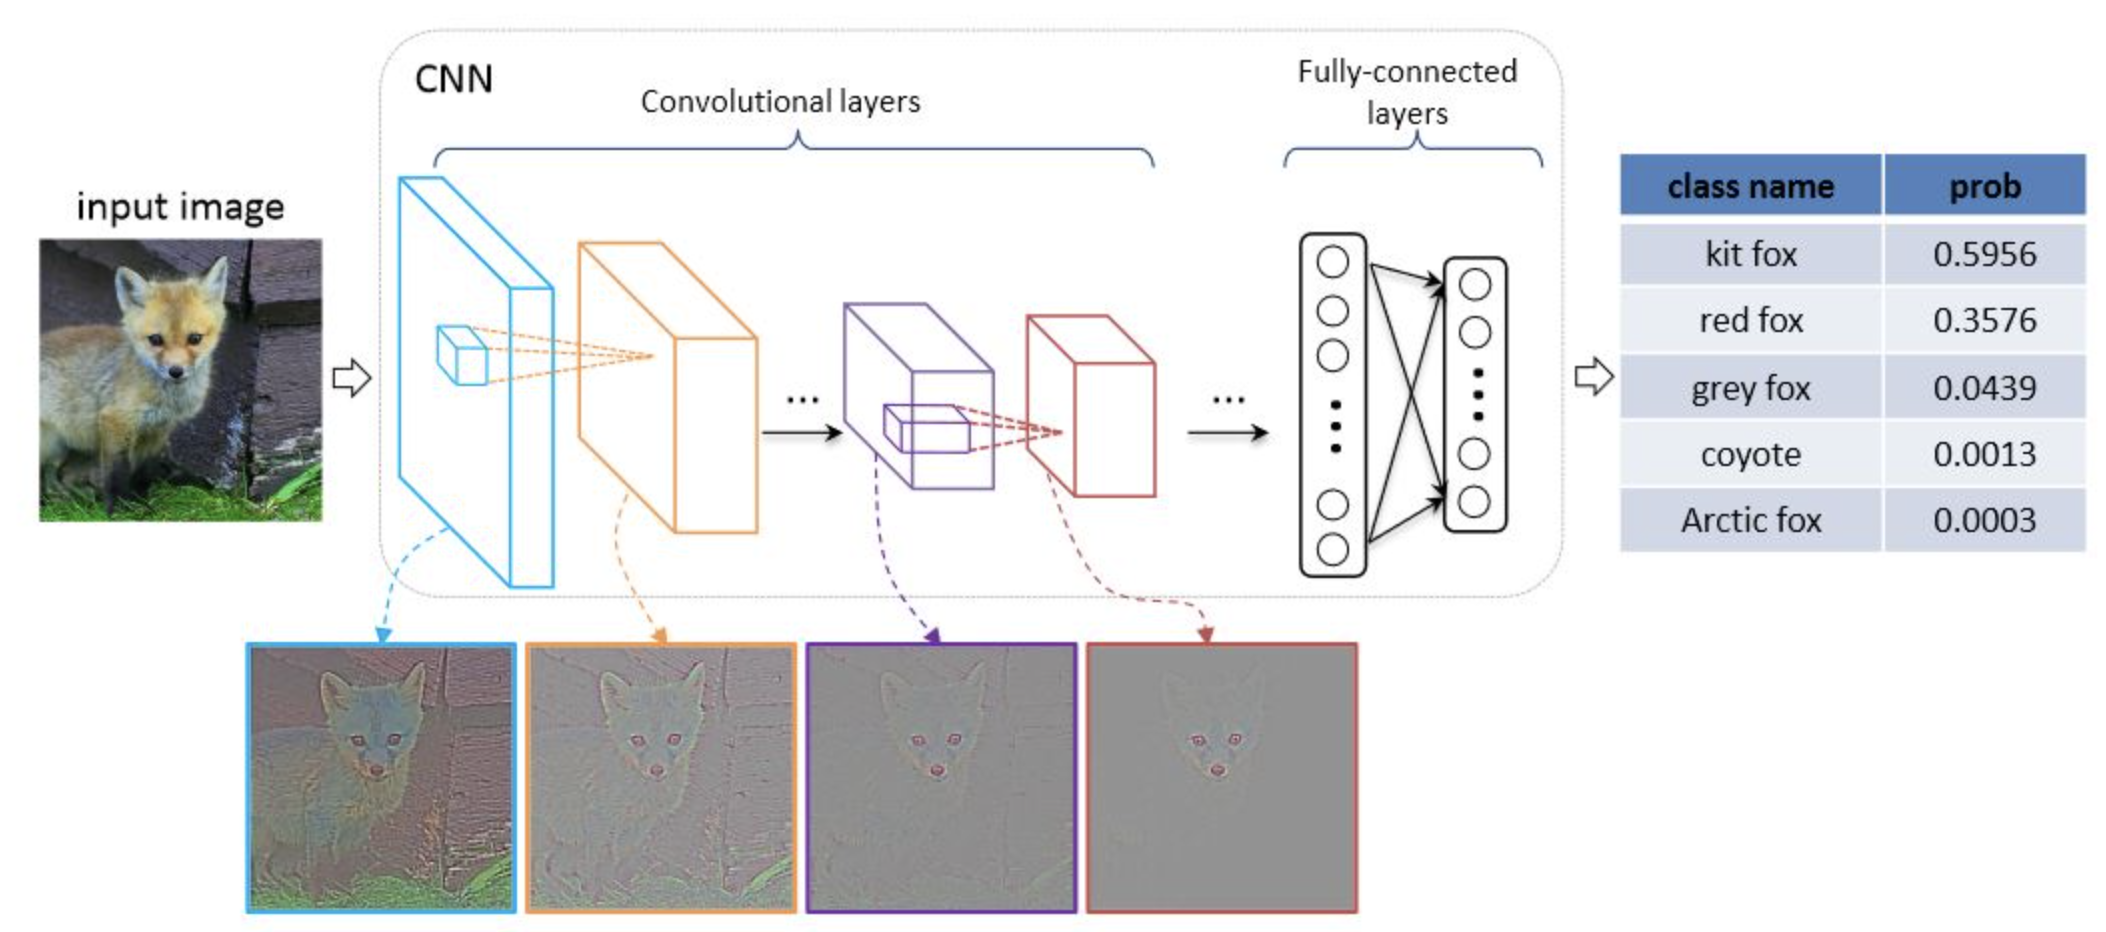 CNN
Convolutional layers
Fully-connected
layers
input image
...
...
class name prob
kit fox 0.5956
red fox 0.3576
grey fox 0.0439
coyote 0.0013
Arctic fox 0.0003